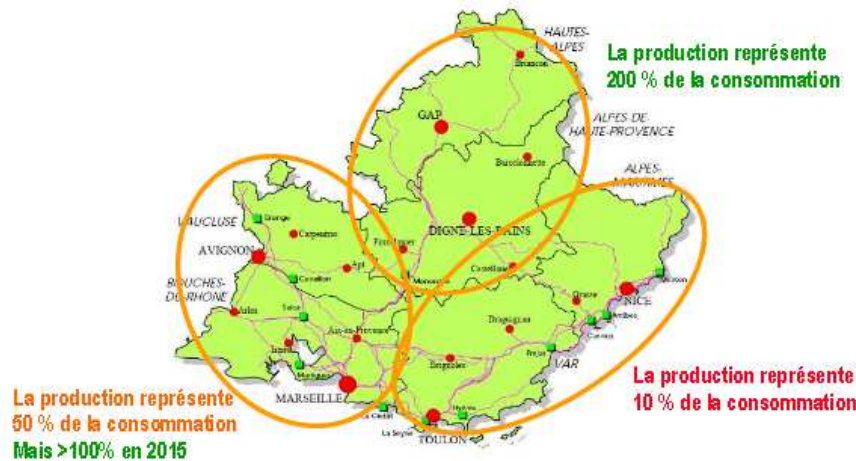 HAUTES-
ALPES
La production représente
200 % de la consommation
Briançon
GAP
ALPES DE
HAUTE-PROVENCE
Barcelonnette
ALPES-
MARITIMES
VAUCLUSE
Orange
Carpentras
DIGNE-LES-BAINS
AVIGNON
Apt
Manosque
Castellane
Menton
BOUCHES-
DU-RHONE
Cavaillon
Grasse
NICE
Arles
Salon
Antibes
Cannes
Draguignan
Aix-en-Provence
Istres
Fréjus
VAR
Brignoles
Martigues
La production représente
10 % de la consommation
MARSEILLE
La production représente
50 % de la consommation
Mais >100% en 2015
La Ciotat
Hyères
La Seyne
TOULON